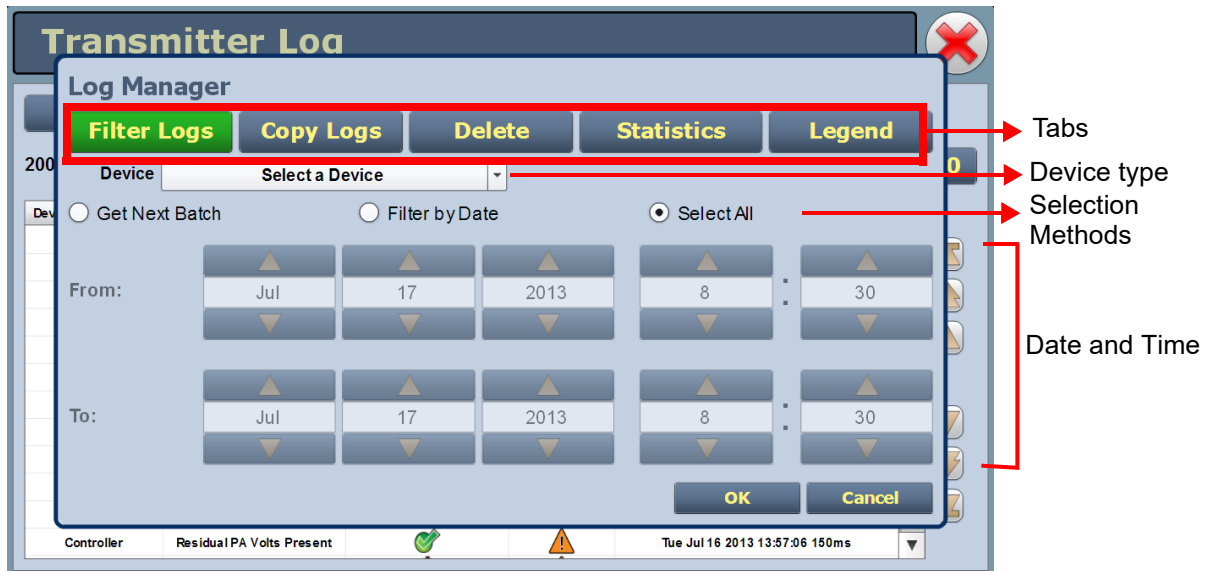 Transmitter Log
Log Manager
Filter Logs Copy Logs Delete Statistics Legend
Tabs
200 Device Select a Device 0
Device type
Dev Get Next Batch Filter by Date Select All
Selection
Methods
From: Jul 17 2013 8 : 30
Date and Time
To: Jul 17 2013 8 : 30
OK Cancel
Controller Residual PA Volts Present Tue Jul 16 2013 13:57:06 150ms